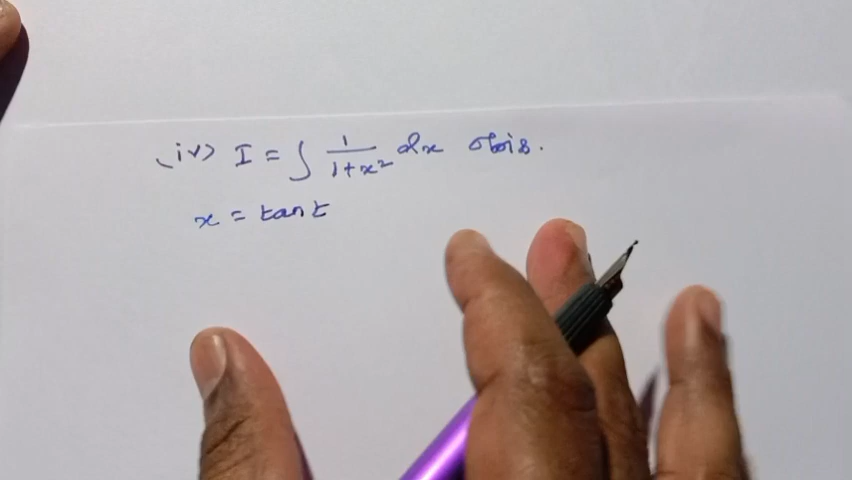 (iv) I = ∫ 1/(1+x²) dx
x = tan t